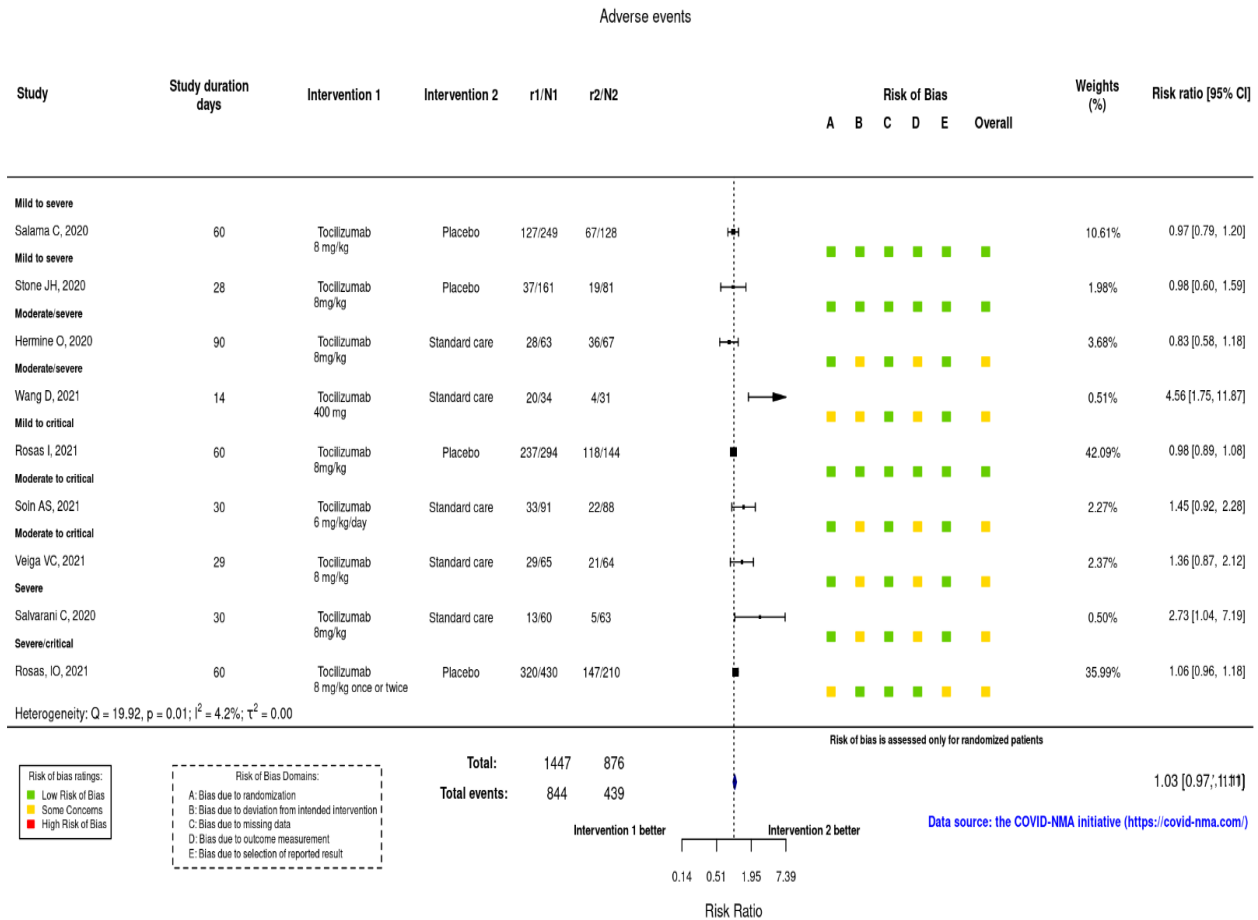 Adverse events
Study Study duration days Intervention 1 Intervention 2 r1/N1 r2/N2 Risk of Bias Weights (%) Risk ratio [95% CI]
A B C D E Overall
Mild to severe
Salama C, 2020 60 Tocilizumab 8 mg/kg Placebo 127/249 67/128 10.61% 0.97 [0.79, 1.20]
Mild to severe
Stone JH, 2020 28 Tocilizumab 8mg/kg Placebo 37/161 19/81 1.98% 0.98 [0.60, 1.59]
Moderate/severe
Hermine O, 2020 90 Tocilizumab 8mg/kg Standard care 28/63 36/67 3.68% 0.83 [0.58, 1.18]
Moderate/severe
Wang D, 2021 14 Tocilizumab 400 mg Standard care 20/34 4/31 0.51% 4.56 [1.75, 11.87]
Mild to critical
Rosas I, 2021 60 Tocilizumab 8mg/kg Placebo 237/294 118/144 42.09% 0.98 [0.89, 1.08]
Moderate to critical
Soin AS, 2021 30 Tocilizumab 6 mg/kg/day Standard care 33/91 22/88 2.27% 1.45 [0.92, 2.28]
Moderate to critical
Veiga VC, 2021 29 Tocilizumab 8 mg/kg Standard care 29/65 21/64 2.37% 1.36 [0.87, 2.12]
Severe
Salvarani C, 2020 30 Tocilizumab 8mg/kg Standard care 13/60 5/63 0.50% 2.73 [1.04, 7.19]
Severe/critical
Rosas, IO, 2021 60 Tocilizumab 8 mg/kg once or twice Placebo 320/430 147/210 35.99% 1.06 [0.96, 1.18]
Heterogeneity: Q = 19.92, p = 0.01; I² = 4.2%; τ² = 0.00
Risk of bias is assessed only for randomized patients
Total: 1447 876
Total events: 844 439
1.03 [0.97,
Risk of bias ratings:
Low Risk of Bias
Some Concerns
High Risk of Bias
Risk of Bias Domains:
A: Bias due to randomization
B: Bias due to deviation from intended intervention
C: Bias due to missing data
D: Bias due to outcome measurement
E: Bias due to selection of reported result
Intervention 1 better Intervention 2 better
Data source: the COVID-NMA initiative (https://covid-nma.com/)
0.14 0.51 1.95 7.39
Risk Ratio